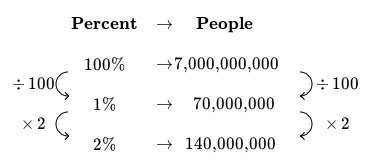 Percent → People
100% →7,000,000,000
÷100 ÷100
1% → 70,000,000
×2 ×2
2% → 140,000,000